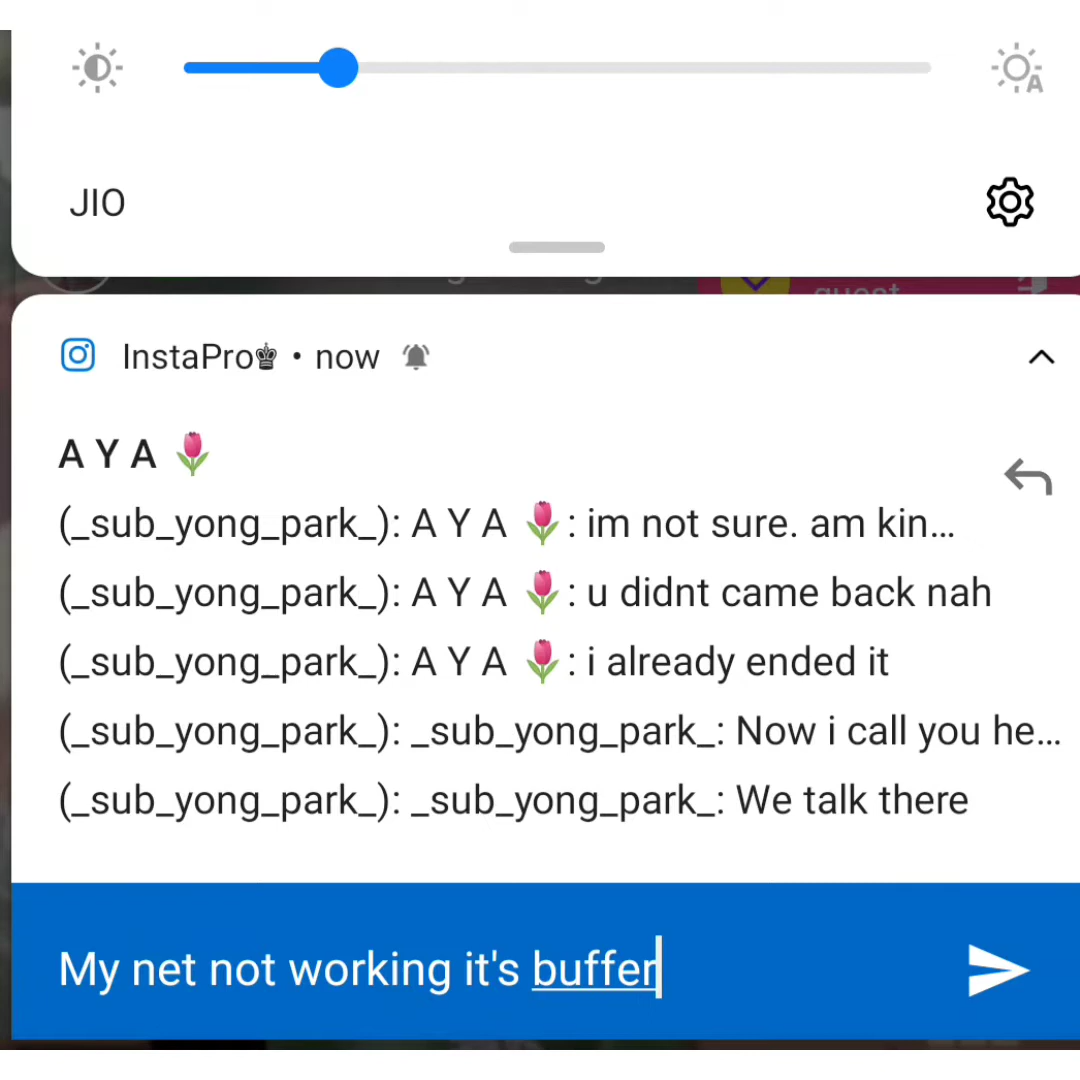 JIO
guest
InstaPro♚ • now
A Y A 🌷
(_sub_yong_park_): A Y A 🌷: im not sure. am kin...
(_sub_yong_park_): A Y A 🌷: u didnt came back nah
(_sub_yong_park_): A Y A 🌷: i already ended it
(_sub_yong_park_): _sub_yong_park_: Now i call you he...
(_sub_yong_park_): _sub_yong_park_: We talk there
My net not working it's buffer